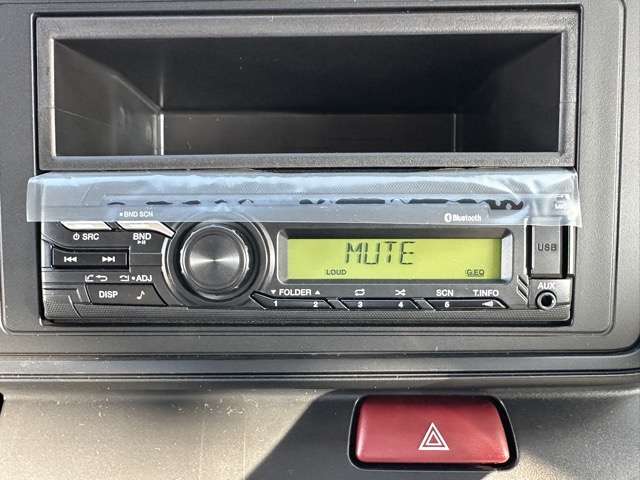 BND SCN
Bluetooth
SRC
BND
MUTE
LOUD
G.EQ
USB
ADJ
DISP
FOLDER
SCN
T.INFO
AUX
1 2 3 4 5